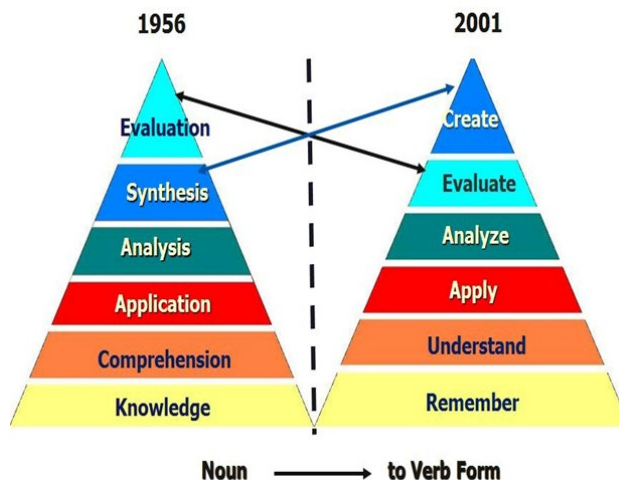 1956
2001
Evaluation
Synthesis
Analysis
Application
Comprehension
Knowledge
Create
Evaluate
Analyze
Apply
Understand
Remember
Noun to Verb Form